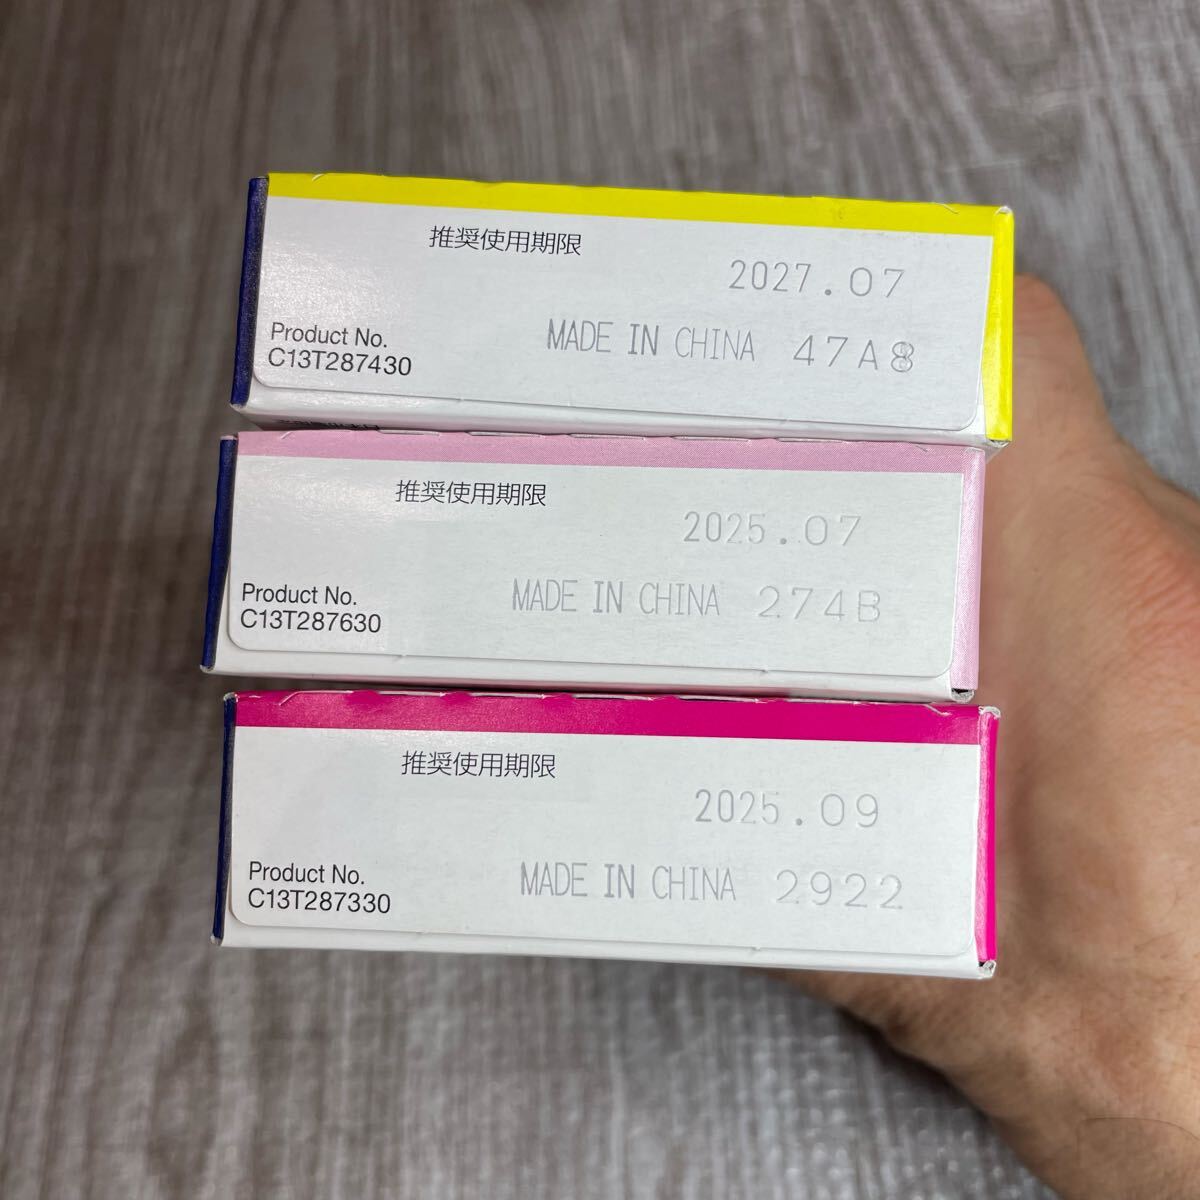 推奨使用期限
2027.07
Product No.
C13T287430
MADE IN CHINA 47A8
推奨使用期限
2025.07
Product No.
C13T287630
MADE IN CHINA 274B
推奨使用期限
2025.09
Product No.
C13T287330
MADE IN CHINA 2922